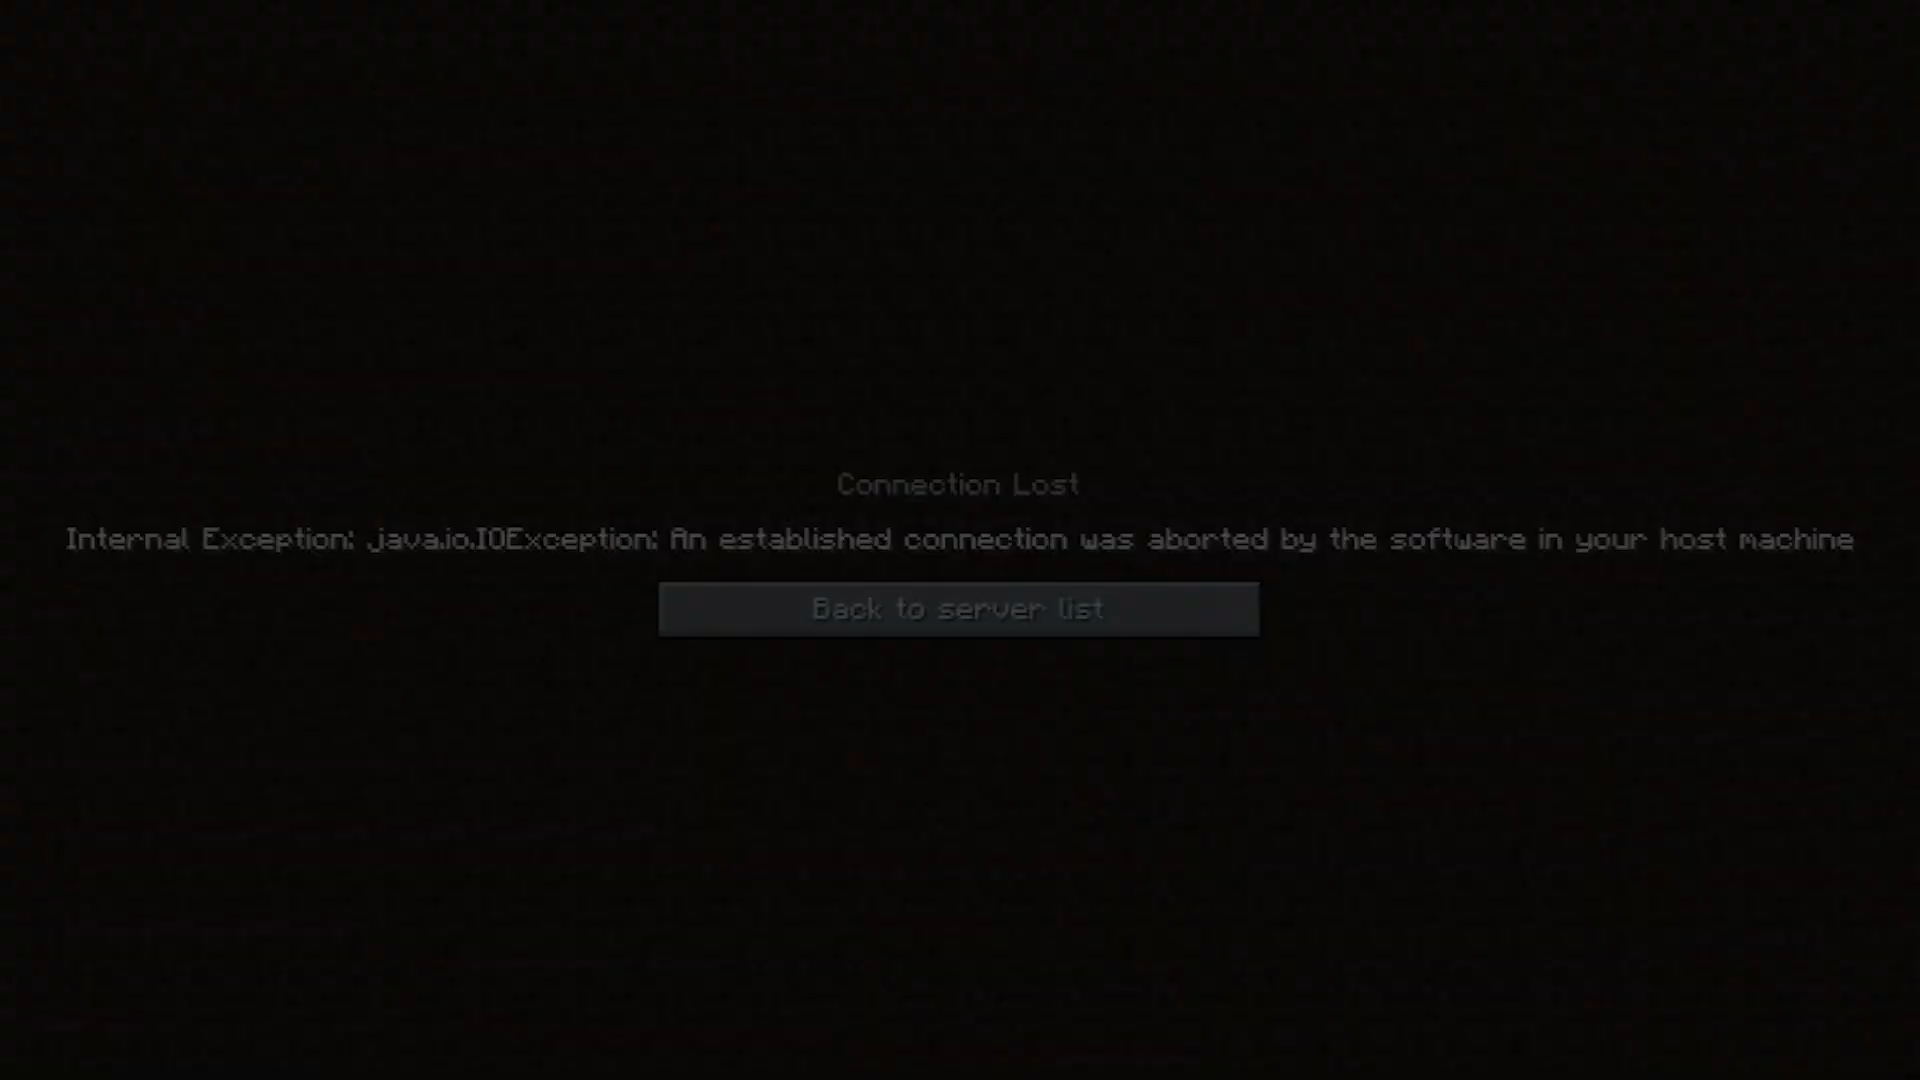 Connection Lost
Internal Exception: java.io.IOException: An established connection was aborted by the software in your host machine
Back to server list